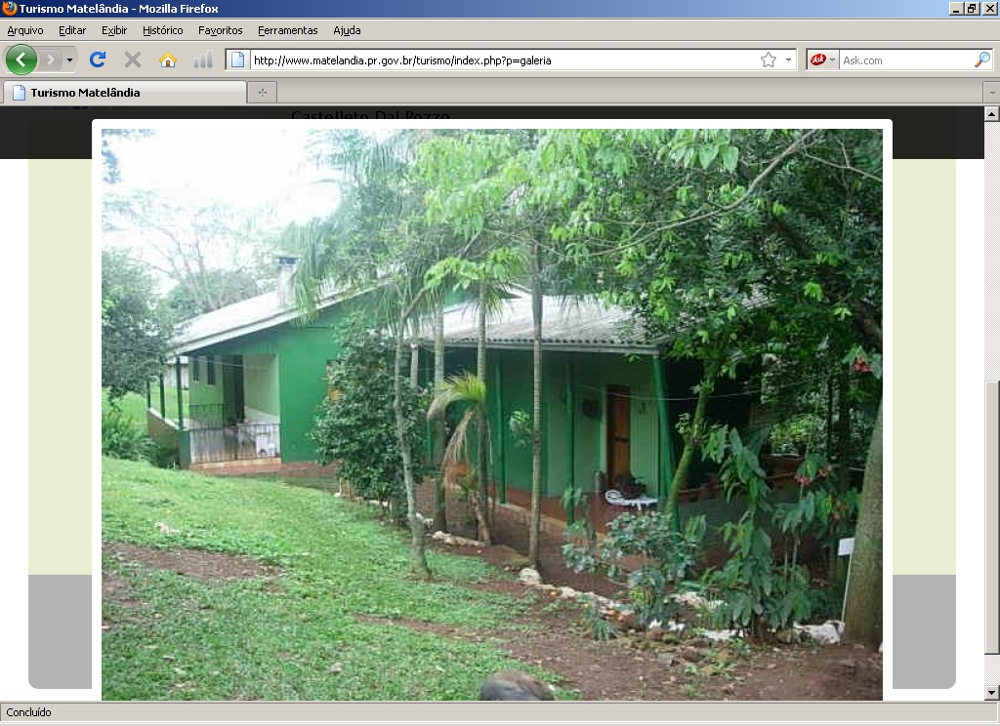 Turismo Matelândia - Mozilla Firefox
Arquivo Editar Exibir Histórico Favoritos Ferramentas Ajuda
http://www.matelandia.pr.gov.br/turismo/index.php?p=galeria
Ask Ask.com
Turismo Matelândia
Castelleto Dal Pozzo
Concluído